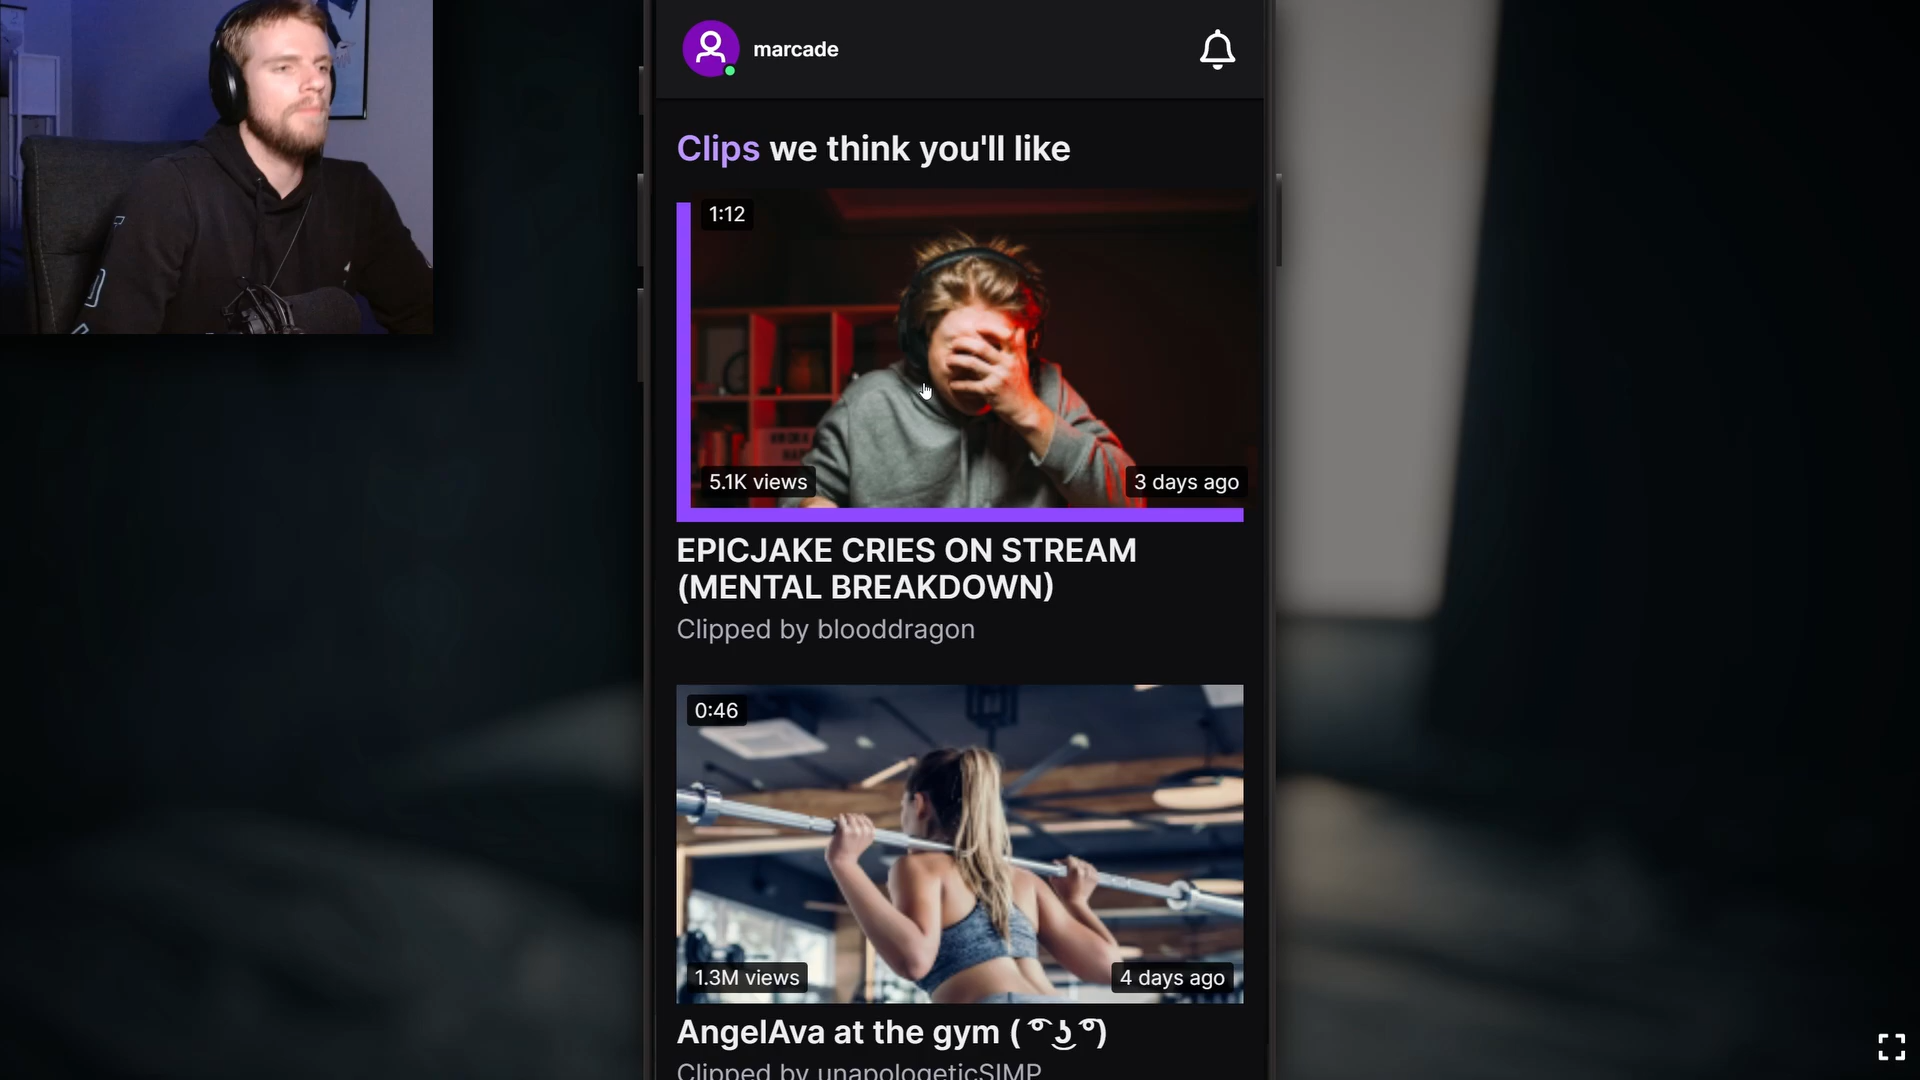 marcade
Clips we think you'll like
1:12
5.1K views
3 days ago
EPICJAKE CRIES ON STREAM
(MENTAL BREAKDOWN)
Clipped by blooddragon
0:46
1.3M views
4 days ago
AngelAva at the gym ( ͡° ͜ʖ ͡°)
Clipped by unapologeticSIMP